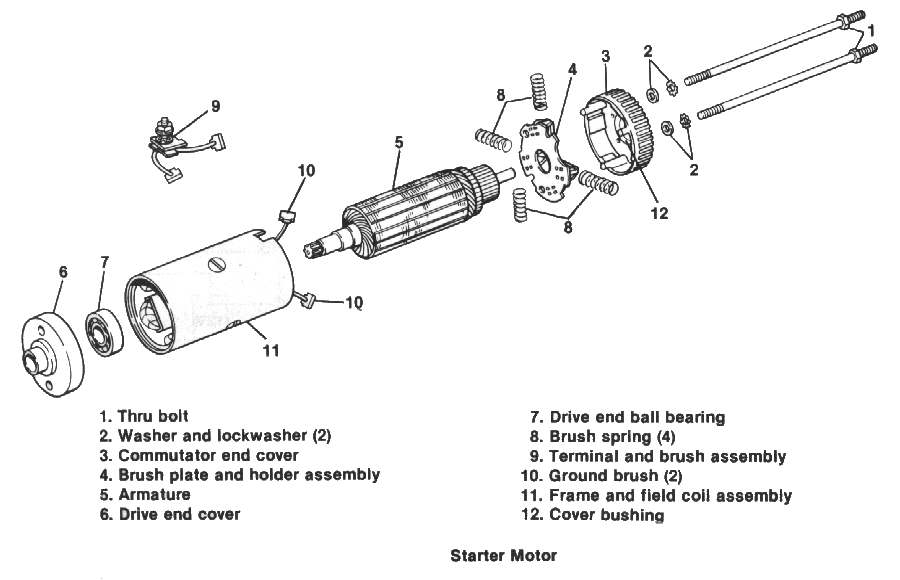 1
2
3
4
8
9
5
2
10
12
8
7
6
10
11
1. Thru bolt
2. Washer and lockwasher (2)
3. Commutator end cover
4. Brush plate and holder assembly
5. Armature
6. Drive end cover
7. Drive end ball bearing
8. Brush spring (4)
9. Terminal and brush assembly
10. Ground brush (2)
11. Frame and field coil assembly
12. Cover bushing
Starter Motor